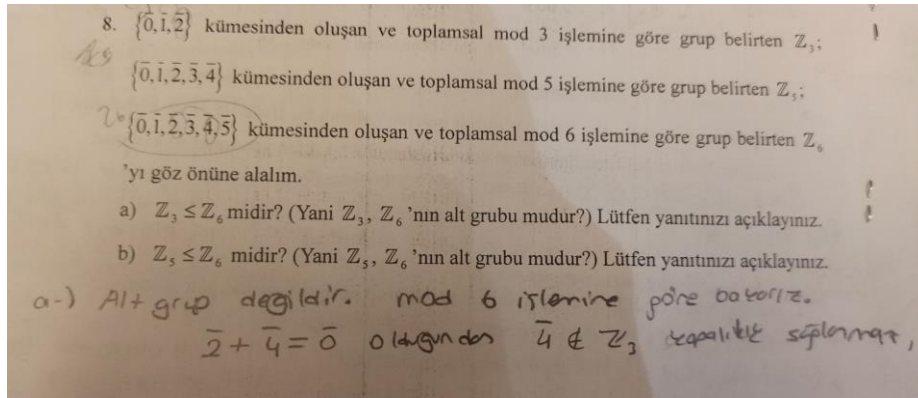 8. {0̅,1̅,2̅} kümesinden oluşan ve toplamsal mod 3 işlemine göre grup belirten ℤ₃;
{0̅,1̅,2̅,3̅,4̅} kümesinden oluşan ve toplamsal mod 5 işlemine göre grup belirten ℤ₅;
{0̅,1̅,2̅,3̅,4̅,5̅} kümesinden oluşan ve toplamsal mod 6 işlemine göre grup belirten ℤ₆
'yı göz önüne alalım.
a) ℤ₃ ≤ ℤ₆ midir? (Yani ℤ₃, ℤ₆'nın alt grubu mudur?) Lütfen yanıtınızı açıklayınız.
b) ℤ₅ ≤ ℤ₆ midir? (Yani ℤ₅, ℤ₆'nın alt grubu mudur?) Lütfen yanıtınızı açıklayınız.
a-) Alt grup değildir. mod 6 işlemine göre bakarız.
2̅ + 4̅ = 0̅ olduğundan 4̅ ∉ ℤ₃ kapalılık sağlanmaz,